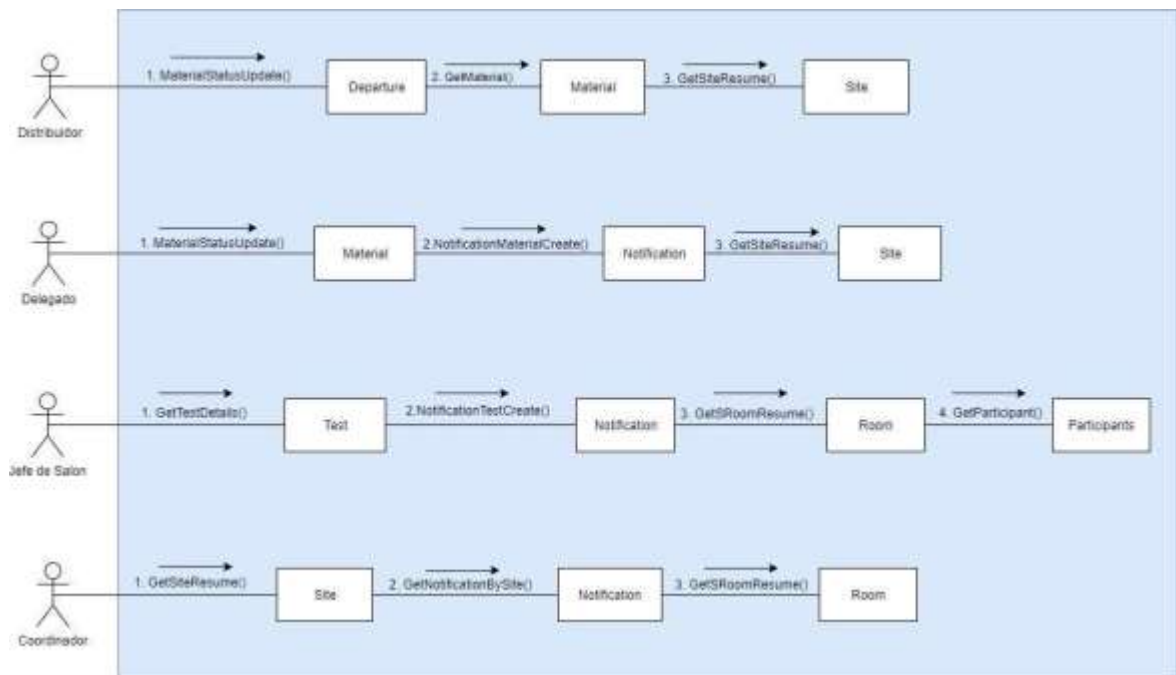 1. MaterialStatusUpdate()
2. GetMaterial()
3. GetSiteResume()
Departure
Material
Site
Distribuidor
1. MaterialStatusUpdate()
2.NotificationMaterialCreate()
3. GetSiteResume()
Material
Notification
Site
Delegado
1. GetTestDetails()
2.NotificationTestCreate()
3. GetSRoomResume()
4. GetParticipant()
Test
Notification
Room
Participants
Jefe de Salon
1. GetSiteResume()
2. GetNotificationBySite()
3. GetSRoomResume()
Site
Notification
Room
Coordinador